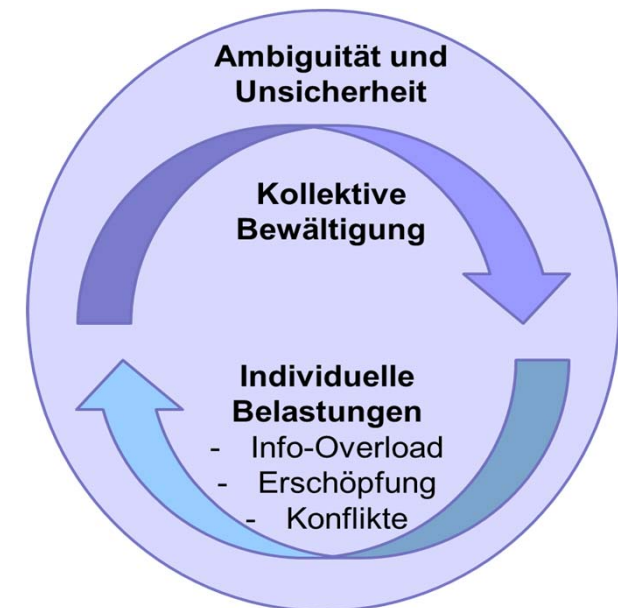 Ambiguität und
Unsicherheit
Kollektive
Bewältigung
Individuelle
Belastungen
- Info-Overload
- Erschöpfung
- Konflikte